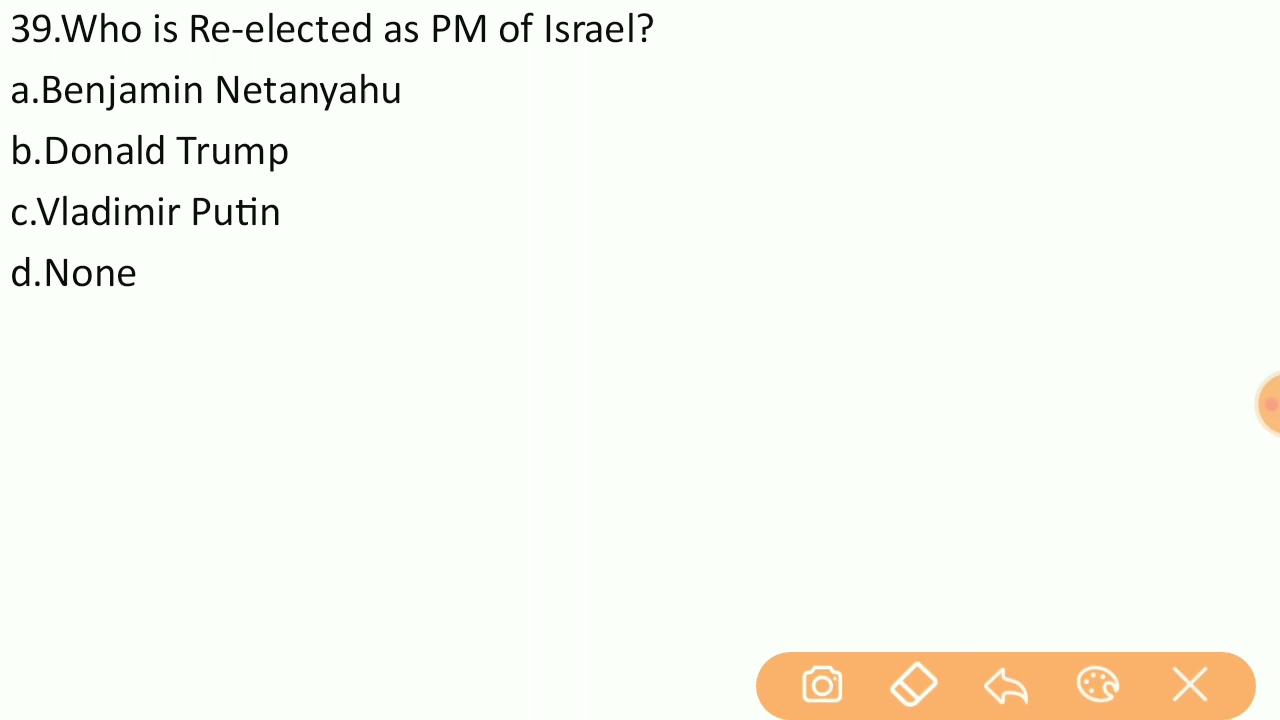 39.Who is Re-elected as PM of Israel?
a.Benjamin Netanyahu
b.Donald Trump
c.Vladimir Putin
d.None